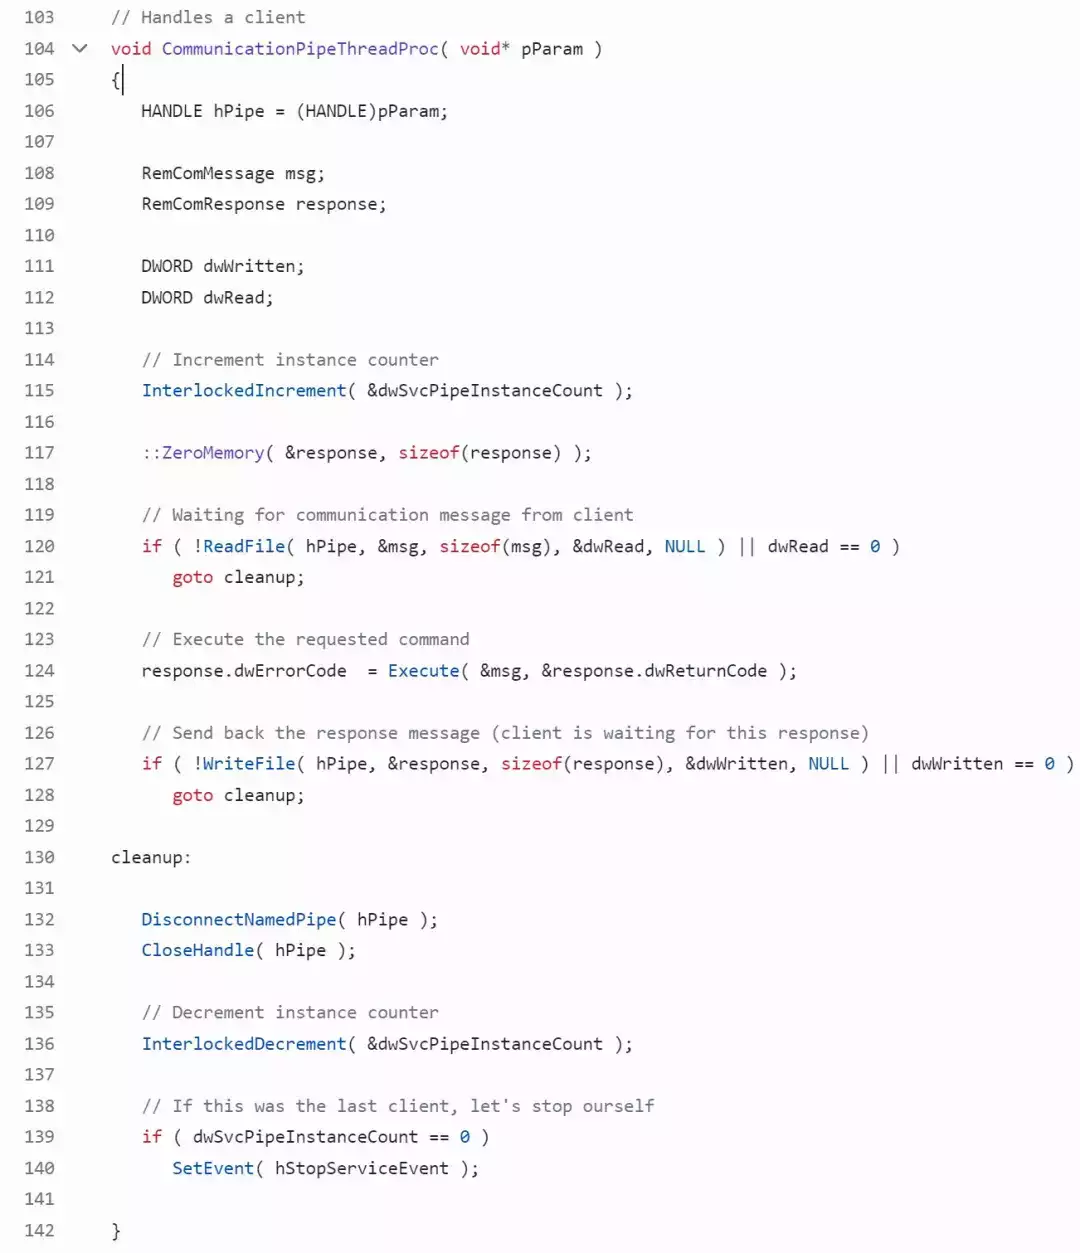 103 // Handles a client
104 void CommunicationPipeThreadProc( void* pParam )
105 {
106 HANDLE hPipe = (HANDLE)pParam;
107
108 RemComMessage msg;
109 RemComResponse response;
110
111 DWORD dwWritten;
112 DWORD dwRead;
113
114 // Increment instance counter
115 InterlockedIncrement( &dwSvcPipeInstanceCount );
116
117 ::ZeroMemory( &response, sizeof(response) );
118
119 // Waiting for communication message from client
120 if ( !ReadFile( hPipe, &msg, sizeof(msg), &dwRead, NULL ) || dwRead == 0 )
121 goto cleanup;
122
123 // Execute the requested command
124 response.dwErrorCode  = Execute( &msg, &response.dwReturnCode );
125
126 // Send back the response message (client is waiting for this response)
127 if ( !WriteFile( hPipe, &response, sizeof(response), &dwWritten, NULL ) || dwWritten == 0 )
128 goto cleanup;
129
130 cleanup:
131
132 DisconnectNamedPipe( hPipe );
133 CloseHandle( hPipe );
134
135 // Decrement instance counter
136 InterlockedDecrement( &dwSvcPipeInstanceCount );
137
138 // If this was the last client, let's stop ourself
139 if ( dwSvcPipeInstanceCount == 0 )
140 SetEvent( hStopServiceEvent );
141
142 }